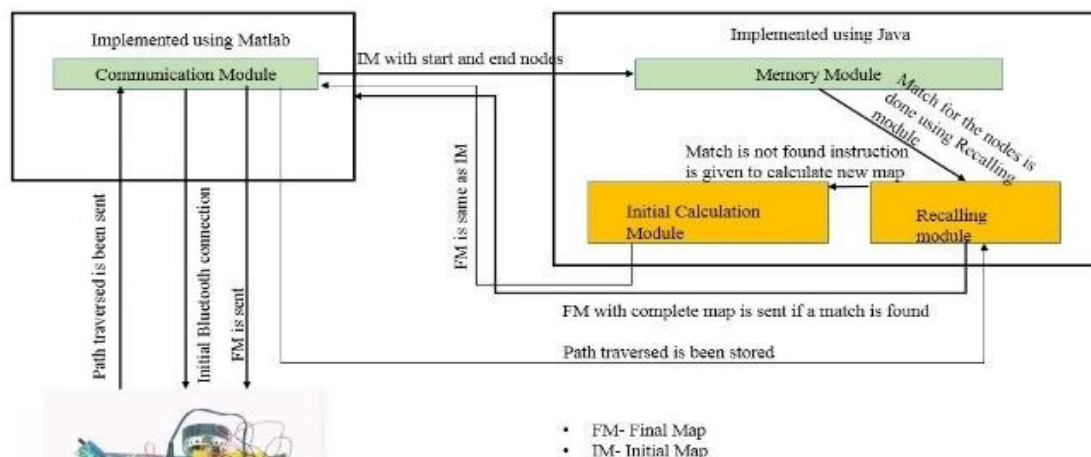 Implemented using Matlab
Communication Module
IM with start and end nodes
Implemented using Java
Memory Module
Match for the nodes is
done using Recalling
module
Match is not found instruction
is given to calculate new map
Initial Calculation
Module
Recalling
module
FM is same as IM
FM with complete map is sent if a match is found
Path traversed is been stored
Path traversed is been sent
Initial Bluetooth connection
FM is sent
• FM- Final Map
• IM- Initial Map